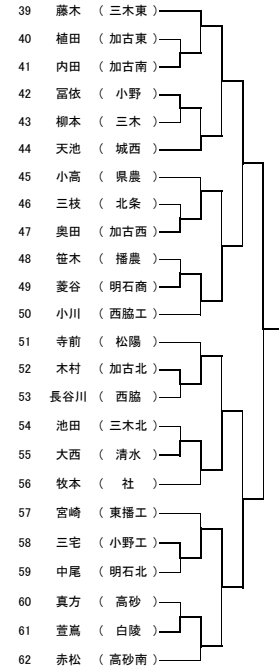 39 藤木 （ 三木東 ）
40 植田 （ 加古東 ）
41 内田 （ 加古南 ）
42 冨依 （ 小野 ）
43 柳本 （ 三木 ）
44 天池 （ 城西 ）
45 小高 （ 県農 ）
46 三枝 （ 北条 ）
47 奥田 （ 加古西 ）
48 笹木 （ 播農 ）
49 菱谷 （ 明石商 ）
50 小川 （ 西脇工 ）
51 寺前 （ 松陽 ）
52 木村 （ 加古北 ）
53 長谷川 （ 西脇 ）
54 池田 （ 三木北 ）
55 大西 （ 清水 ）
56 牧本 （ 社 ）
57 宮崎 （ 東播工 ）
58 三宅 （ 小野工 ）
59 中尾 （ 明石北 ）
60 真方 （ 高砂 ）
61 萱嶌 （ 白陵 ）
62 赤松 （ 高砂南 ）